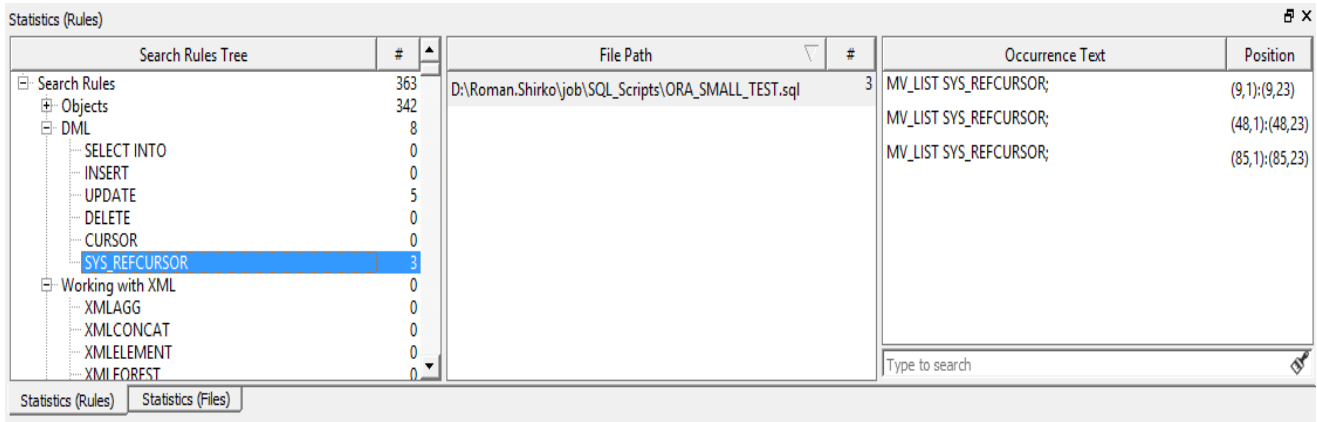 Statistics (Rules)
Search Rules Tree # File Path # Occurrence Text Position
Search Rules 363
Objects 342
DML 8
SELECT INTO 0
INSERT 0
UPDATE 5
DELETE 0
CURSOR 0
SYS_REFCURSOR 3
Working with XML 0
XMLAGG 0
XMLCONCAT 0
XMLELEMENT 0
XMLFOREST 0
D:\Roman.Shirko\job\SQL_Scripts\ORA_SMALL_TEST.sql 3
MV_LIST SYS_REFCURSOR; (9,1):(9,23)
MV_LIST SYS_REFCURSOR; (48,1):(48,23)
MV_LIST SYS_REFCURSOR; (85,1):(85,23)
Type to search
Statistics (Rules) Statistics (Files)